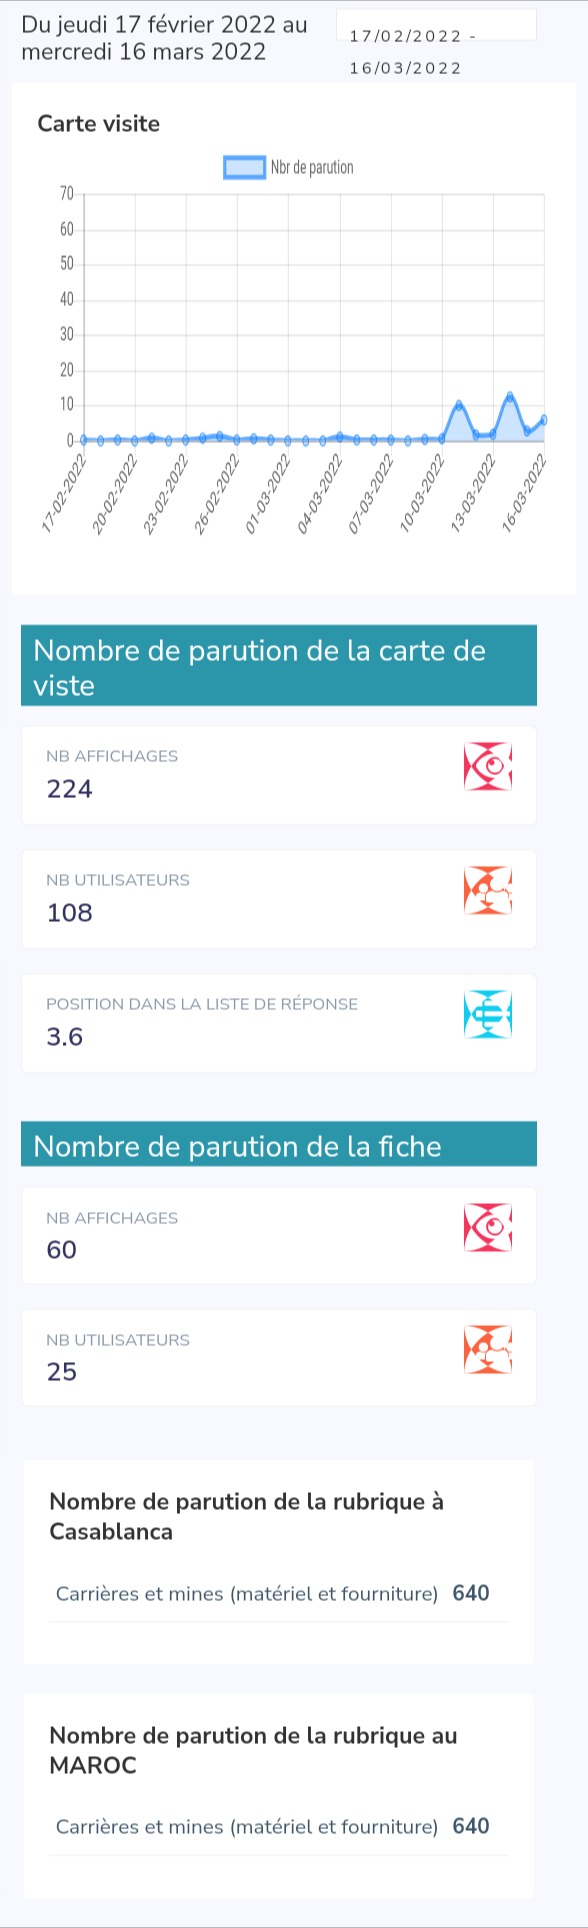 Du jeudi 17 février 2022 au
mercredi 16 mars 2022
17/02/2022 -
16/03/2022
Carte visite
Nbr de parution
70
60
50
40
30
20
10
0
17-02-2022
20-02-2022
23-02-2022
26-02-2022
01-03-2022
04-03-2022
07-03-2022
10-03-2022
13-03-2022
16-03-2022
Nombre de parution de la carte de
viste
NB AFFICHAGES
224
NB UTILISATEURS
108
POSITION DANS LA LISTE DE RÉPONSE
3.6
Nombre de parution de la fiche
NB AFFICHAGES
60
NB UTILISATEURS
25
Nombre de parution de la rubrique à
Casablanca
Carrières et mines (matériel et fourniture) 640
Nombre de parution de la rubrique au
MAROC
Carrières et mines (matériel et fourniture) 640